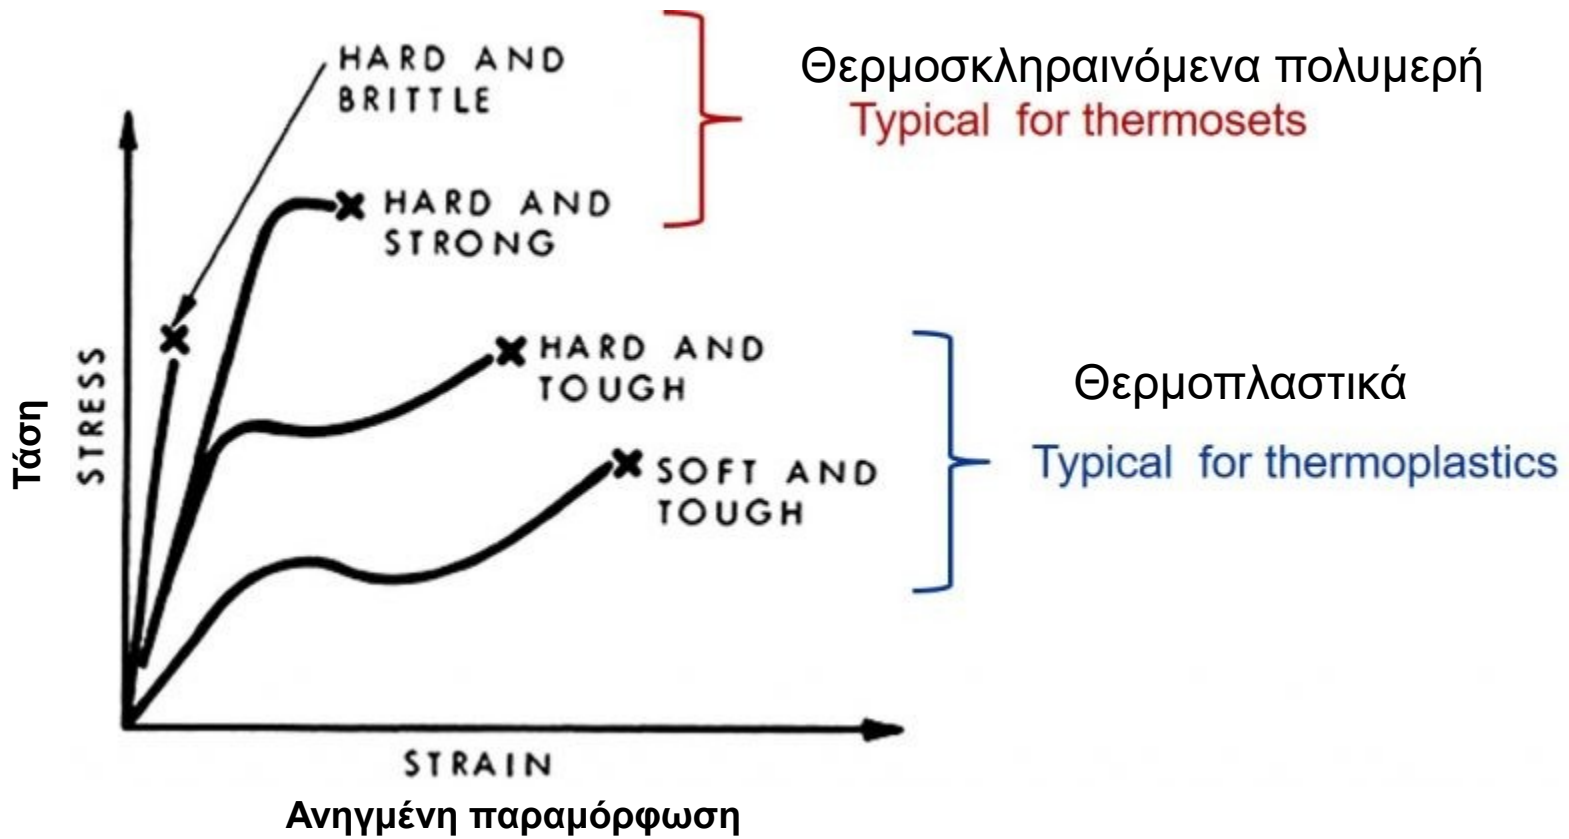 HARD AND
BRITTLE
Θερμοσκληραινόμενα πολυμερή
Typical for thermosets
HARD AND
STRONG
HARD AND
TOUGH
Θερμοπλαστικά
Typical for thermoplastics
SOFT AND
TOUGH
Τάση
STRESS
STRAIN
Ανηγμένη παραμόρφωση